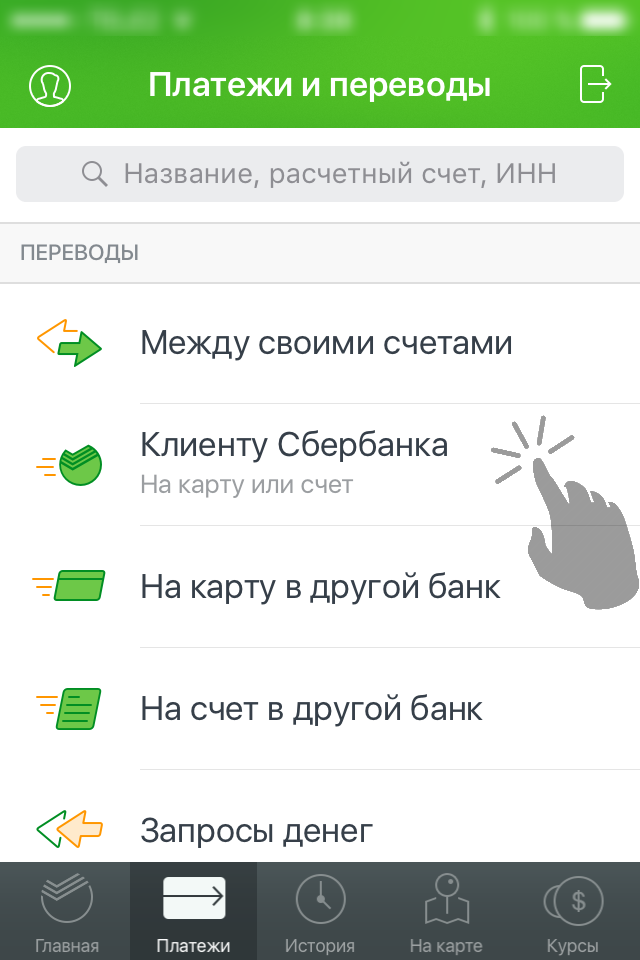 Платежи и переводы
Название, расчетный счет, ИНН
ПЕРЕВОДЫ
Между своими счетами
Клиенту Сбербанка
На карту или счет
На карту в другой банк
На счет в другой банк
Запросы денег
$
Главная Платежи История На карте Курсы